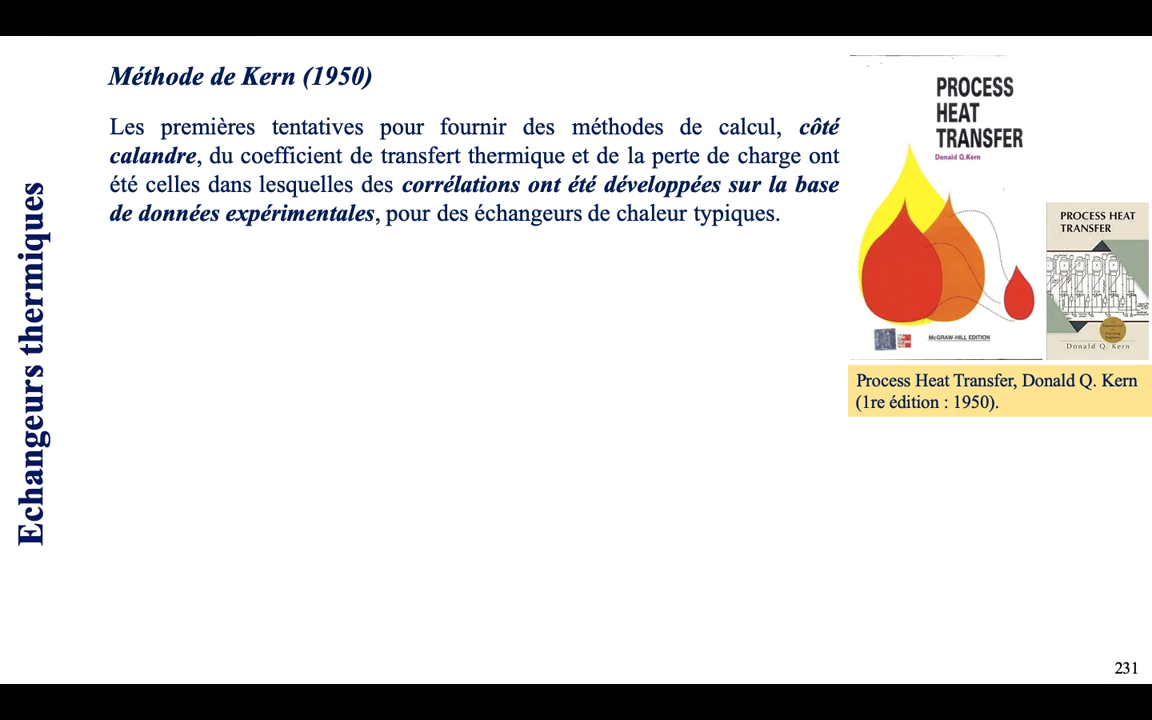 Méthode de Kern (1950)
Les premières tentatives pour fournir des méthodes de calcul, côté
calandre, du coefficient de transfert thermique et de la perte de charge ont
été celles dans lesquelles des corrélations ont été développées sur la base
de données expérimentales, pour des échangeurs de chaleur typiques.
Echangeurs thermiques
PROCESS
HEAT
TRANSFER
Donald Q.Kern
McGRAW-HILL EDITION
PROCESS HEAT
TRANSFER
Donald Q. Kern
Process Heat Transfer, Donald Q. Kern
(1re édition : 1950).
231